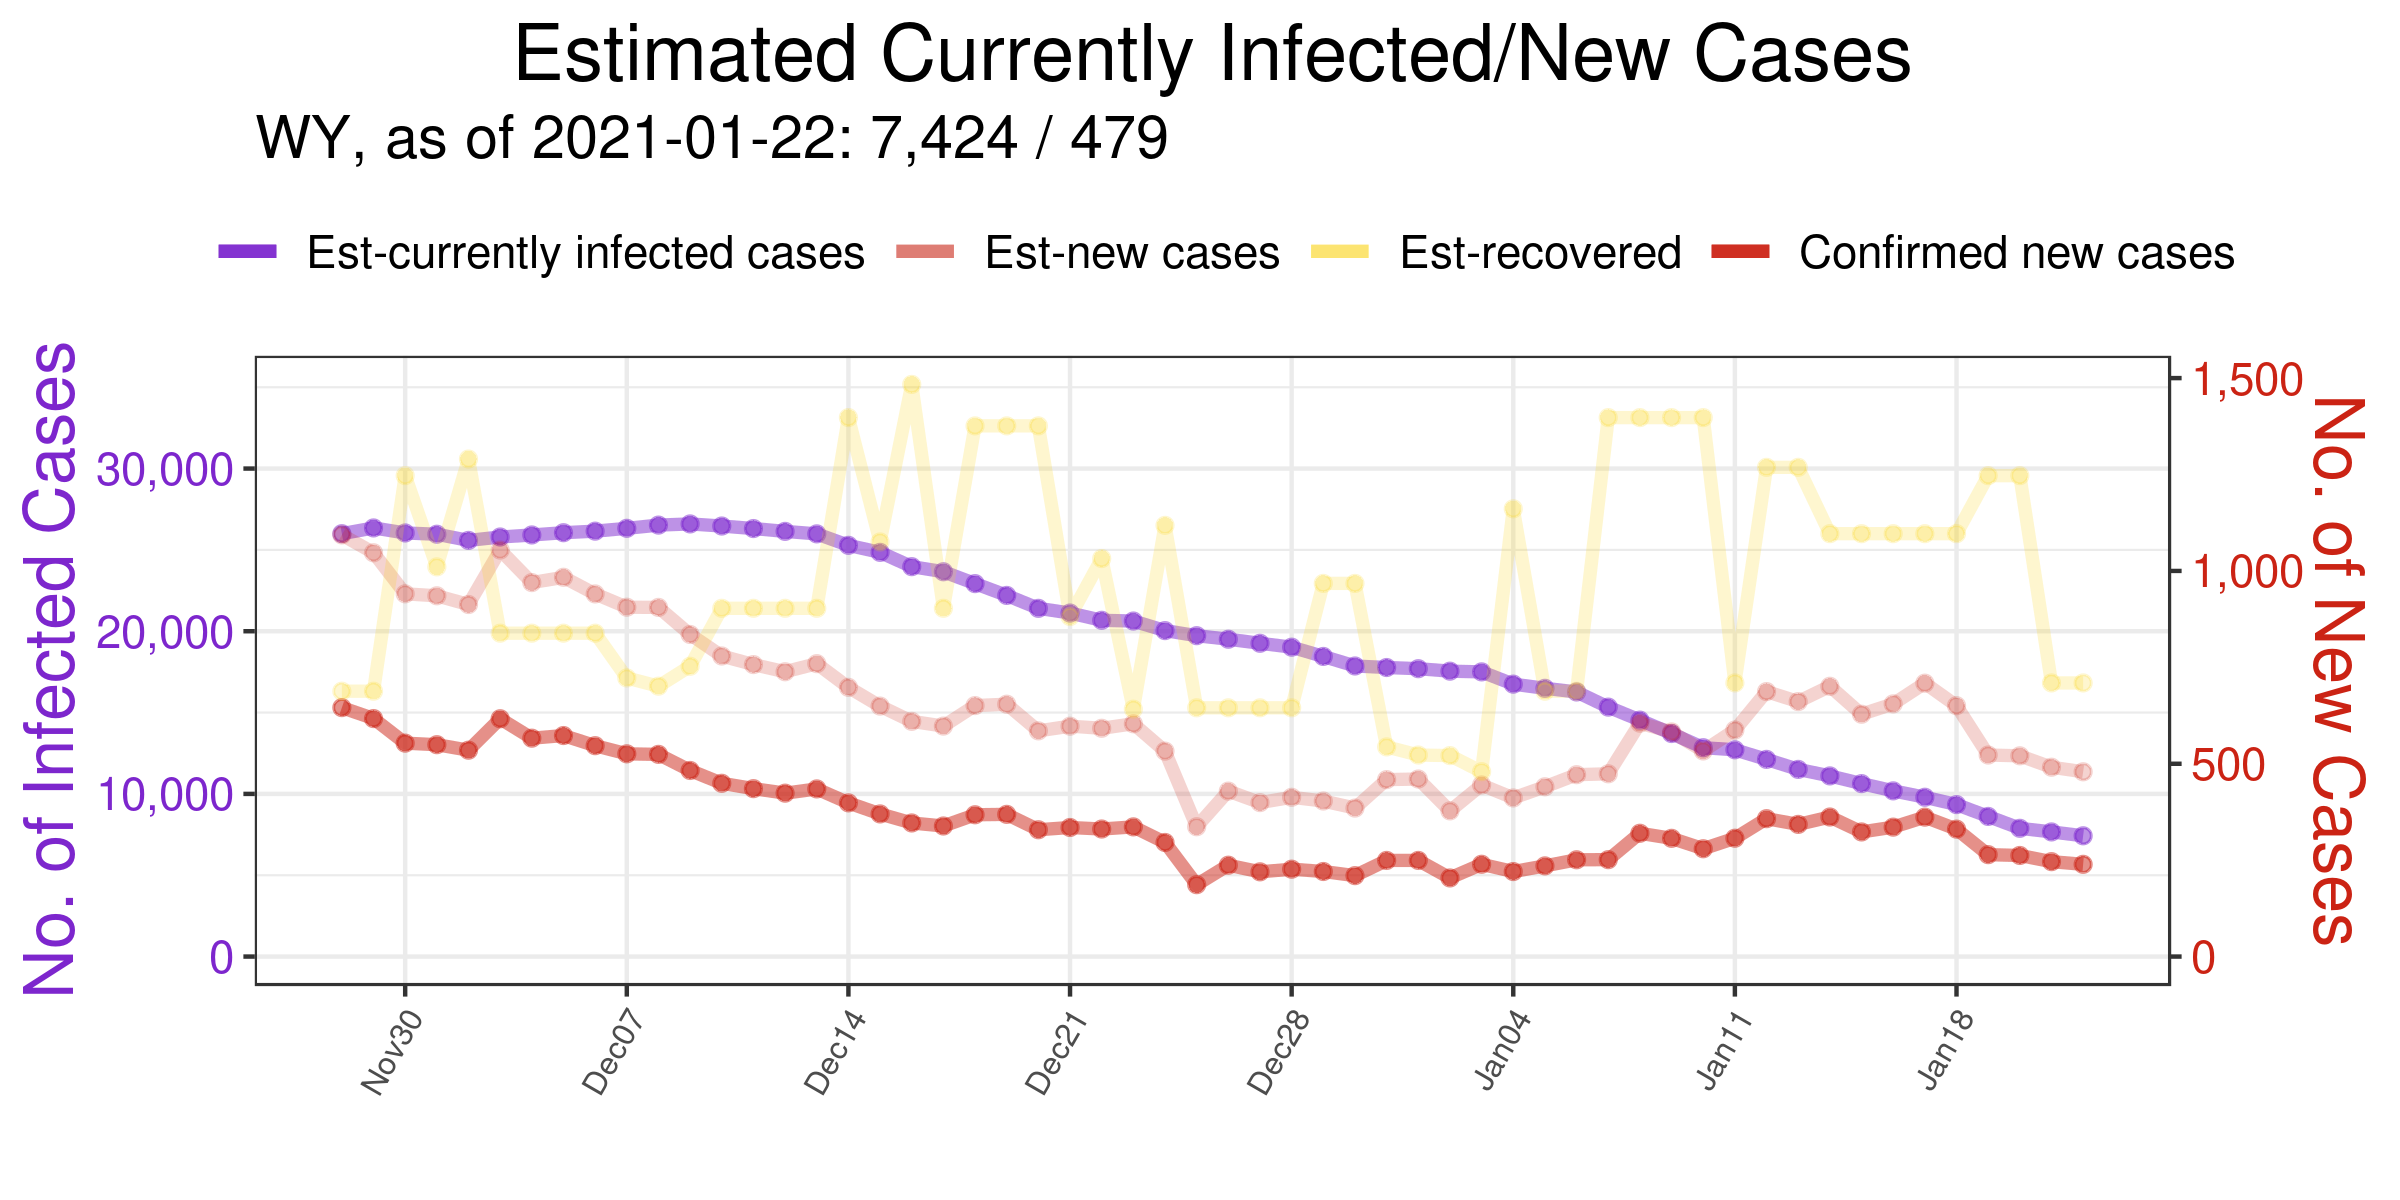 Estimated Currently Infected/New Cases
WY, as of 2021-01-22: 7,424 / 479
Est-currently infected cases
Est-new cases
Est-recovered
Confirmed new cases
No. of Infected Cases
30,000
20,000
10,000
0
1,500
1,000
500
0
No. of New Cases
Nov30
Dec07
Dec14
Dec21
Dec28
Jan04
Jan11
Jan18